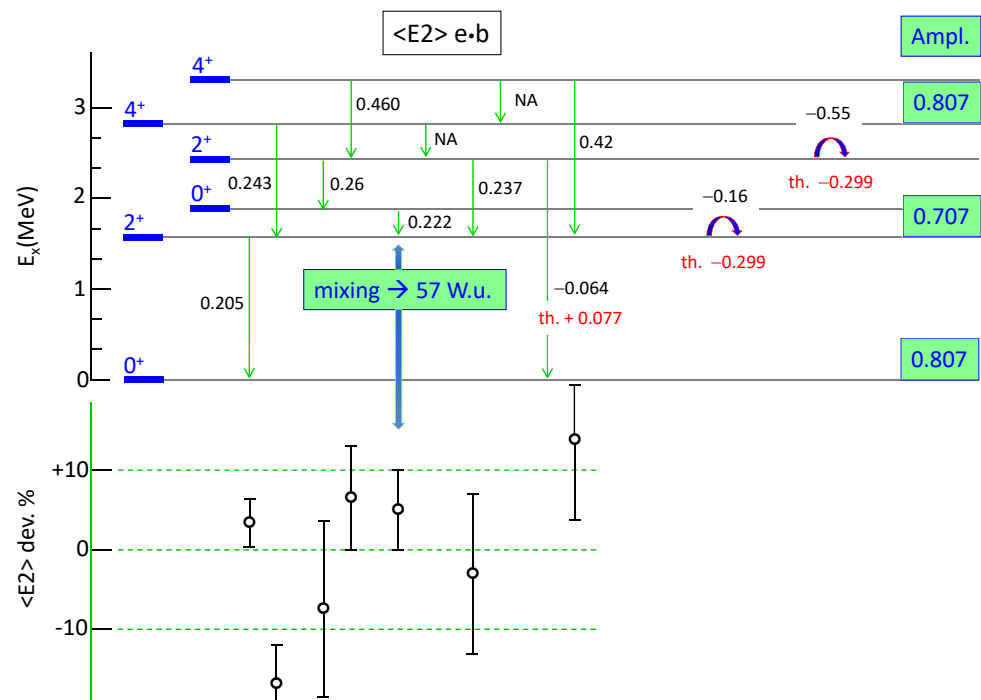 <E2> e•b
Ampl.
4⁺
3
4⁺
0.460
NA
0.807
−0.55
2⁺
NA
0.42
0.243
0.26
0.237
th. −0.299
0⁺
2
−0.16
0.707
2⁺
0.222
th. −0.299
Eₓ(MeV)
1
mixing → 57 W.u.
0.205
−0.064
th. + 0.077
0⁺
0.807
0
+10
<E2> dev. %
0
-10